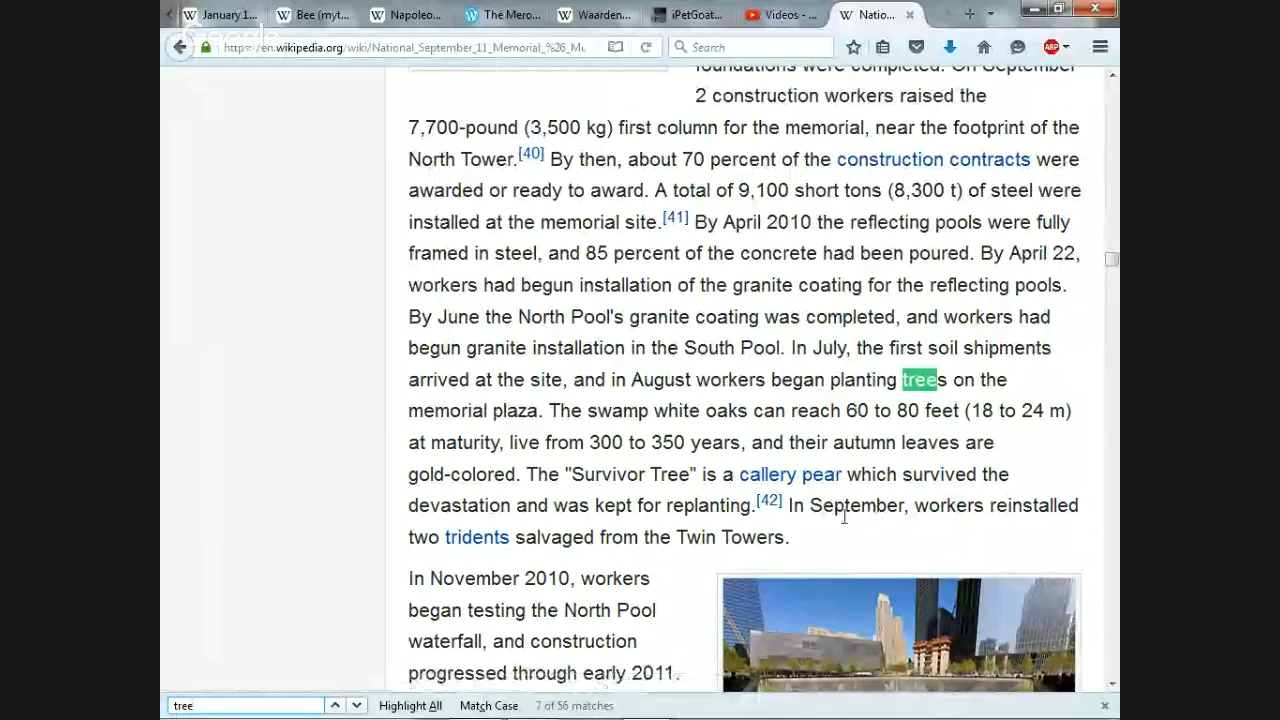 January 1...
Bee (myt...
Napoleo...
The Mero...
Waarden...
iPetGoat...
Videos - ...
Natio...
Google
https://en.wikipedia.org/wiki/National_September_11_Memorial_%26_Mu
Search
ABP
foundations were completed. On September
2 construction workers raised the
7,700-pound (3,500 kg) first column for the memorial, near the footprint of the
North Tower.[40] By then, about 70 percent of the construction contracts were
awarded or ready to award. A total of 9,100 short tons (8,300 t) of steel were
installed at the memorial site.[41] By April 2010 the reflecting pools were fully
framed in steel, and 85 percent of the concrete had been poured. By April 22,
workers had begun installation of the granite coating for the reflecting pools.
By June the North Pool's granite coating was completed, and workers had
begun granite installation in the South Pool. In July, the first soil shipments
arrived at the site, and in August workers began planting trees on the
memorial plaza. The swamp white oaks can reach 60 to 80 feet (18 to 24 m)
at maturity, live from 300 to 350 years, and their autumn leaves are
gold-colored. The "Survivor Tree" is a callery pear which survived the
devastation and was kept for replanting.[42] In September, workers reinstalled
two tridents salvaged from the Twin Towers.
In November 2010, workers
began testing the North Pool
waterfall, and construction
progressed through early 2011.
tree
Highlight All
Match Case
7 of 56 matches